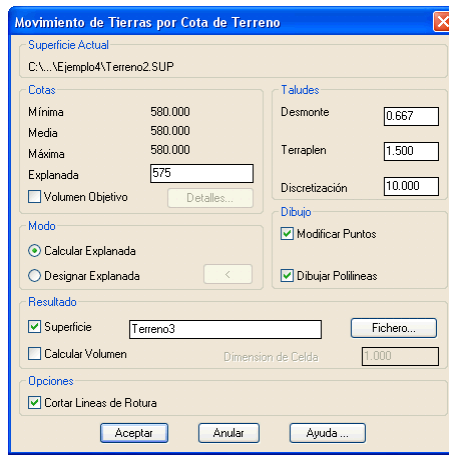 Movimiento de Tierras por Cota de Terreno
Superficie Actual
C:\...\Ejemplo4\Terreno2.SUP
Cotas
Mínima 580.000
Media 580.000
Máxima 580.000
Explanada 575
Volumen Objetivo Detalles...
Taludes
Desmonte 0.667
Terraplen 1.500
Discretización 10.000
Modo
Calcular Explanada
Designar Explanada <
Dibujo
Modificar Puntos
Dibujar Polilineas
Resultado
Superficie Terreno3 Fichero...
Calcular Volumen Dimension de Celda 1.000
Opciones
Cortar Lineas de Rotura
Aceptar Anular Ayuda ...